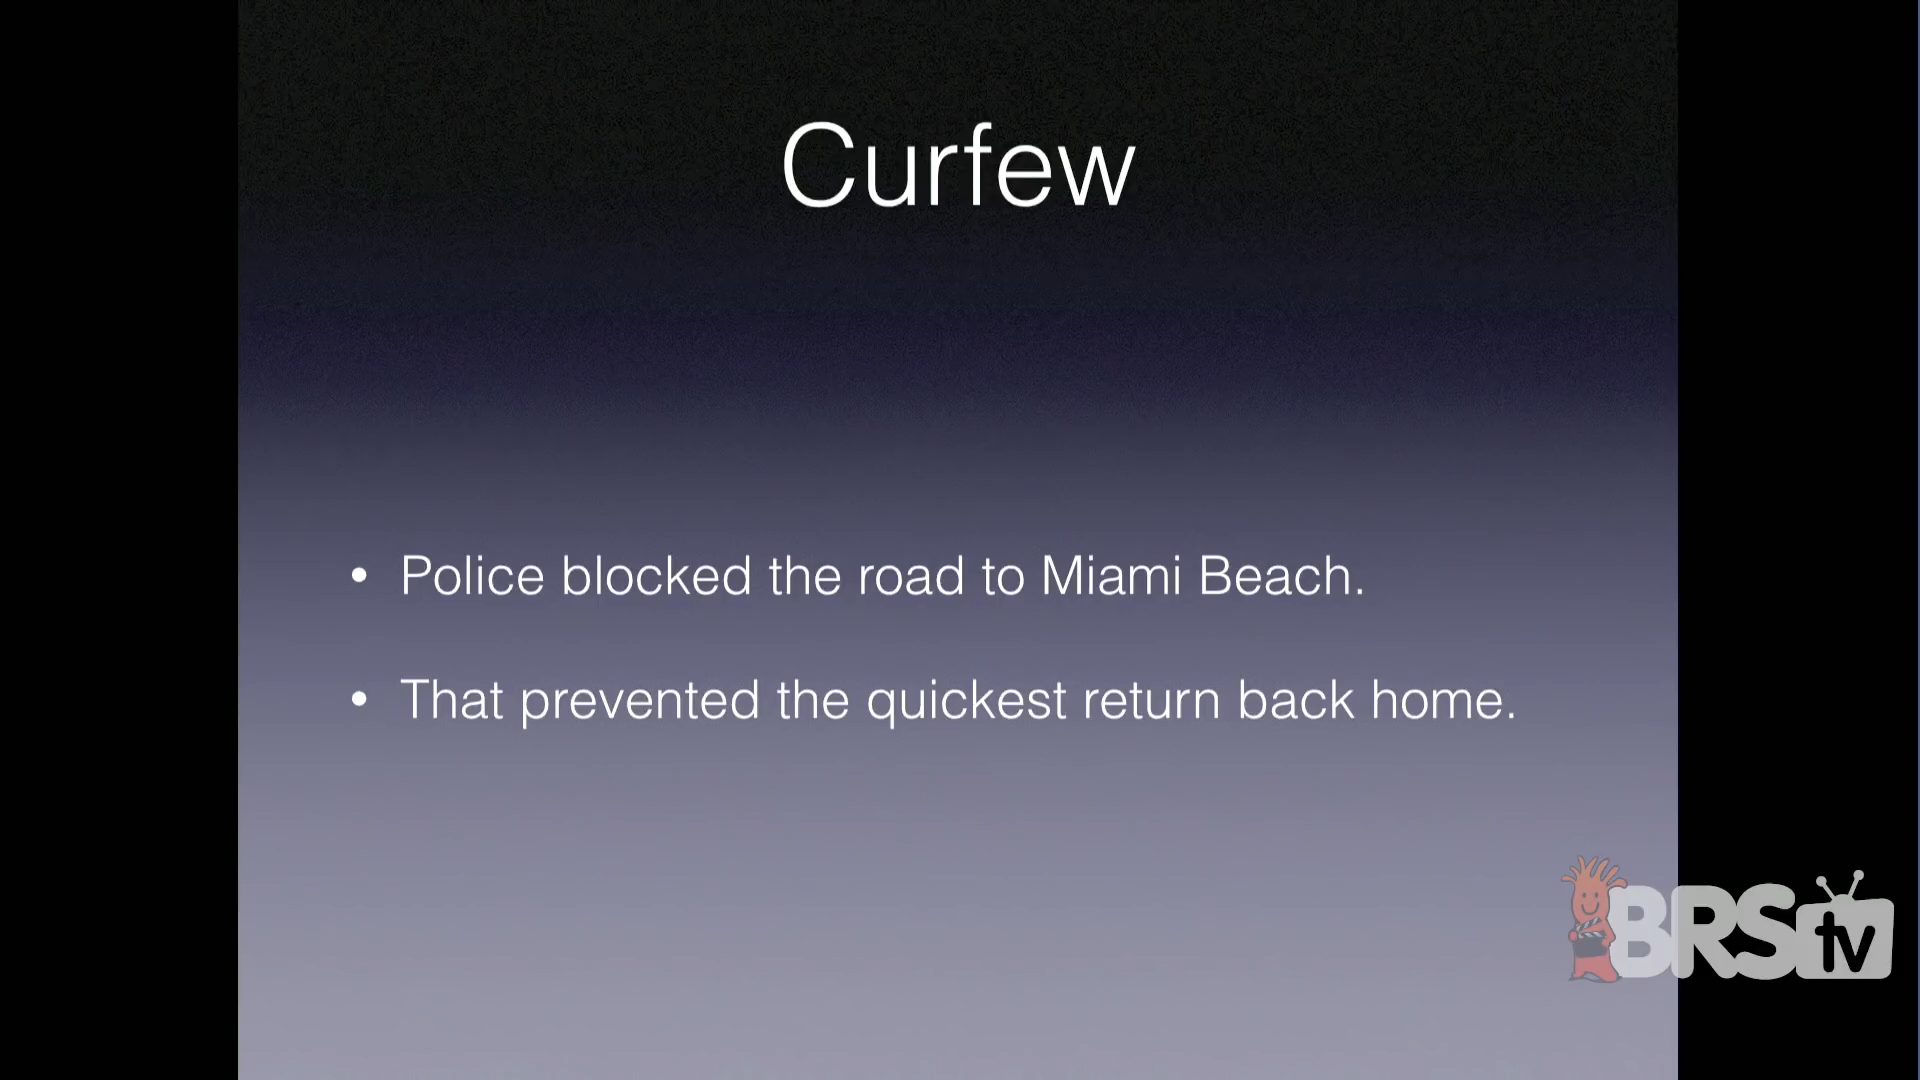 Curfew
• Police blocked the road to Miami Beach.
• That prevented the quickest return back home.
BRStv